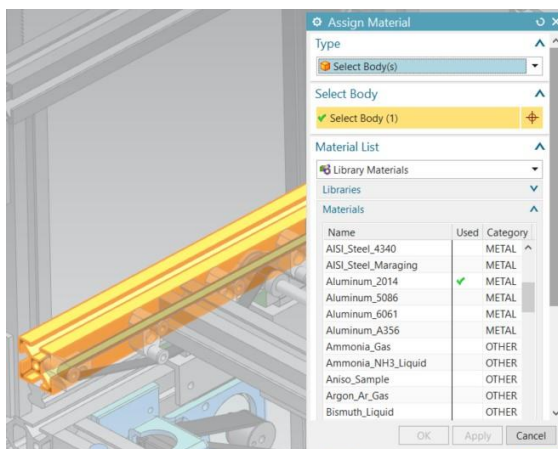 Assign Material
Type
Select Body(s)
Select Body
Select Body (1)
Material List
Library Materials
Libraries
Materials
Name Used Category
AISI_Steel_4340 METAL
AISI_Steel_Maraging METAL
Aluminum_2014 METAL
Aluminum_5086 METAL
Aluminum_6061 METAL
Aluminum_A356 METAL
Ammonia_Gas OTHER
Ammonia_NH3_Liquid OTHER
Aniso_Sample OTHER
Argon_Ar_Gas OTHER
Bismuth_Liquid OTHER
OK Apply Cancel